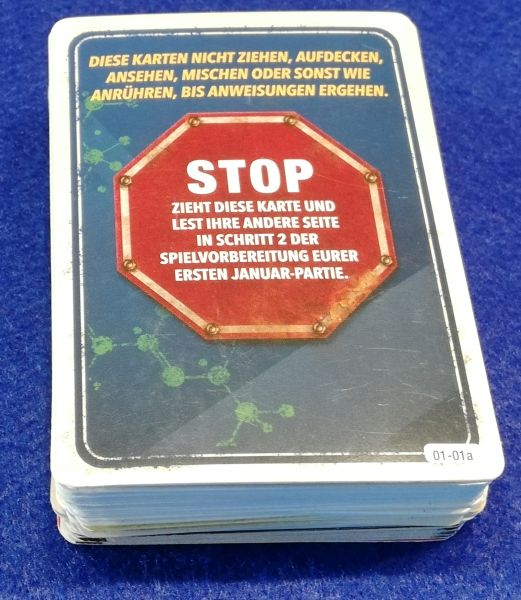 DIESE KARTEN NICHT ZIEHEN, AUFDECKEN,
ANSEHEN, MISCHEN ODER SONST WIE
ANRÜHREN, BIS ANWEISUNGEN ERGEHEN.
STOP
ZIEHT DIESE KARTE UND
LEST IHRE ANDERE SEITE
IN SCHRITT 2 DER
SPIELVORBEREITUNG EURER
ERSTEN JANUAR-PARTIE.
01-01a